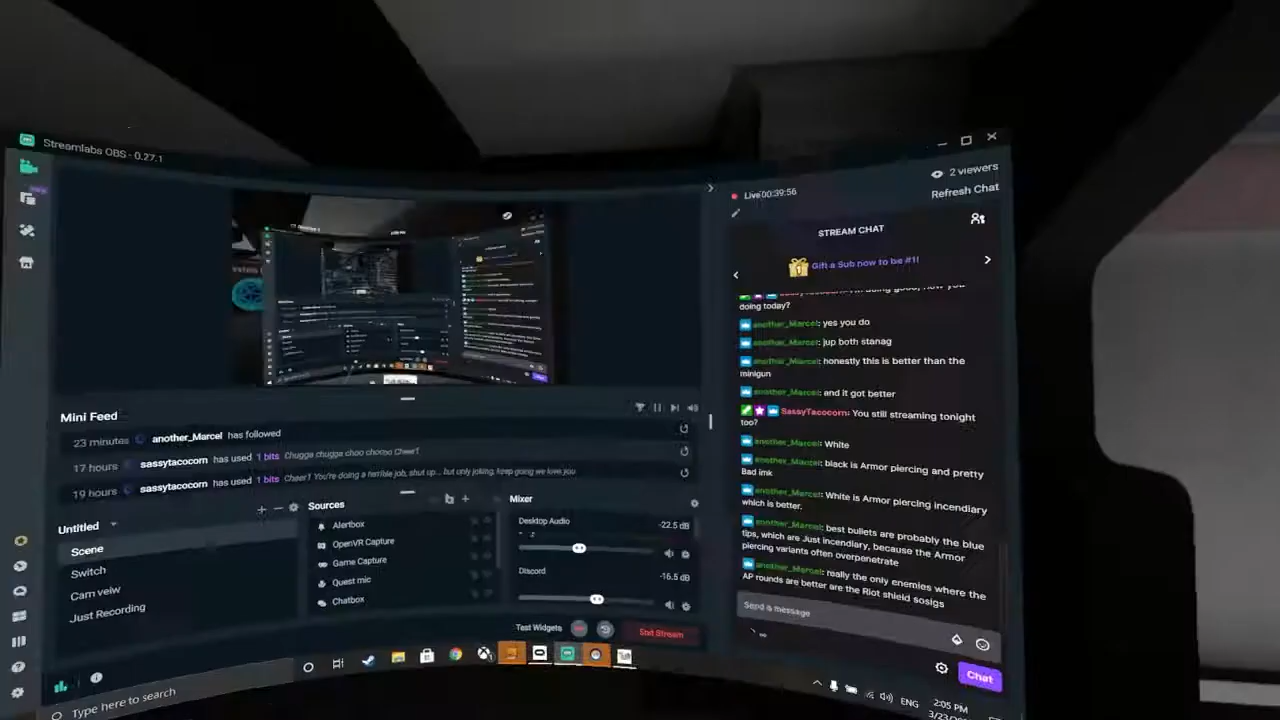 Streamlabs OBS - 0.27.1
2 viewers
Live 00:39:56
Refresh Chat
STREAM CHAT
Gift a Sub now to be #1!
doing today?
another_Marcel: yes you do
another_Marcel: jup both stanag
another_Marcel: honestly this is better than the
minigun
another_Marcel: and it got better
SassyTacocorn: You still streaming tonight
too?
another_Marcel: White
another_Marcel: black is Armor piercing and pretty
Bad imk
another_Marcel: White is Armor piercing incendiary
which is better.
another_Marcel: best bullets are probably the blue
tips, which are Just incendiary, because the Armor
piercing variants often overpenetrate
another_Marcel: really the only enemies where the
AP rounds are better are the Riot shield sosigs
Send a message
Chat
Mini Feed
23 minutes another_Marcel has followed
17 hours sassytacocorn has used 1 bits Chugga chugga choo chomo Cheer1
19 hours sassytacocorn has used 1 bits Cheer1 You're doing a terrible job, shut up... but only joking, keep going we love you
Untitled
Scene
Switch
Cam veiw
Just Recording
Sources
Alertbox
OpenVR Capture
Game Capture
Quest mic
Chatbox
Mixer
Desktop Audio
-22.5 dB
Discord
-16.5 dB
Test Widgets
End Stream
Type here to search
ENG
2:05 PM